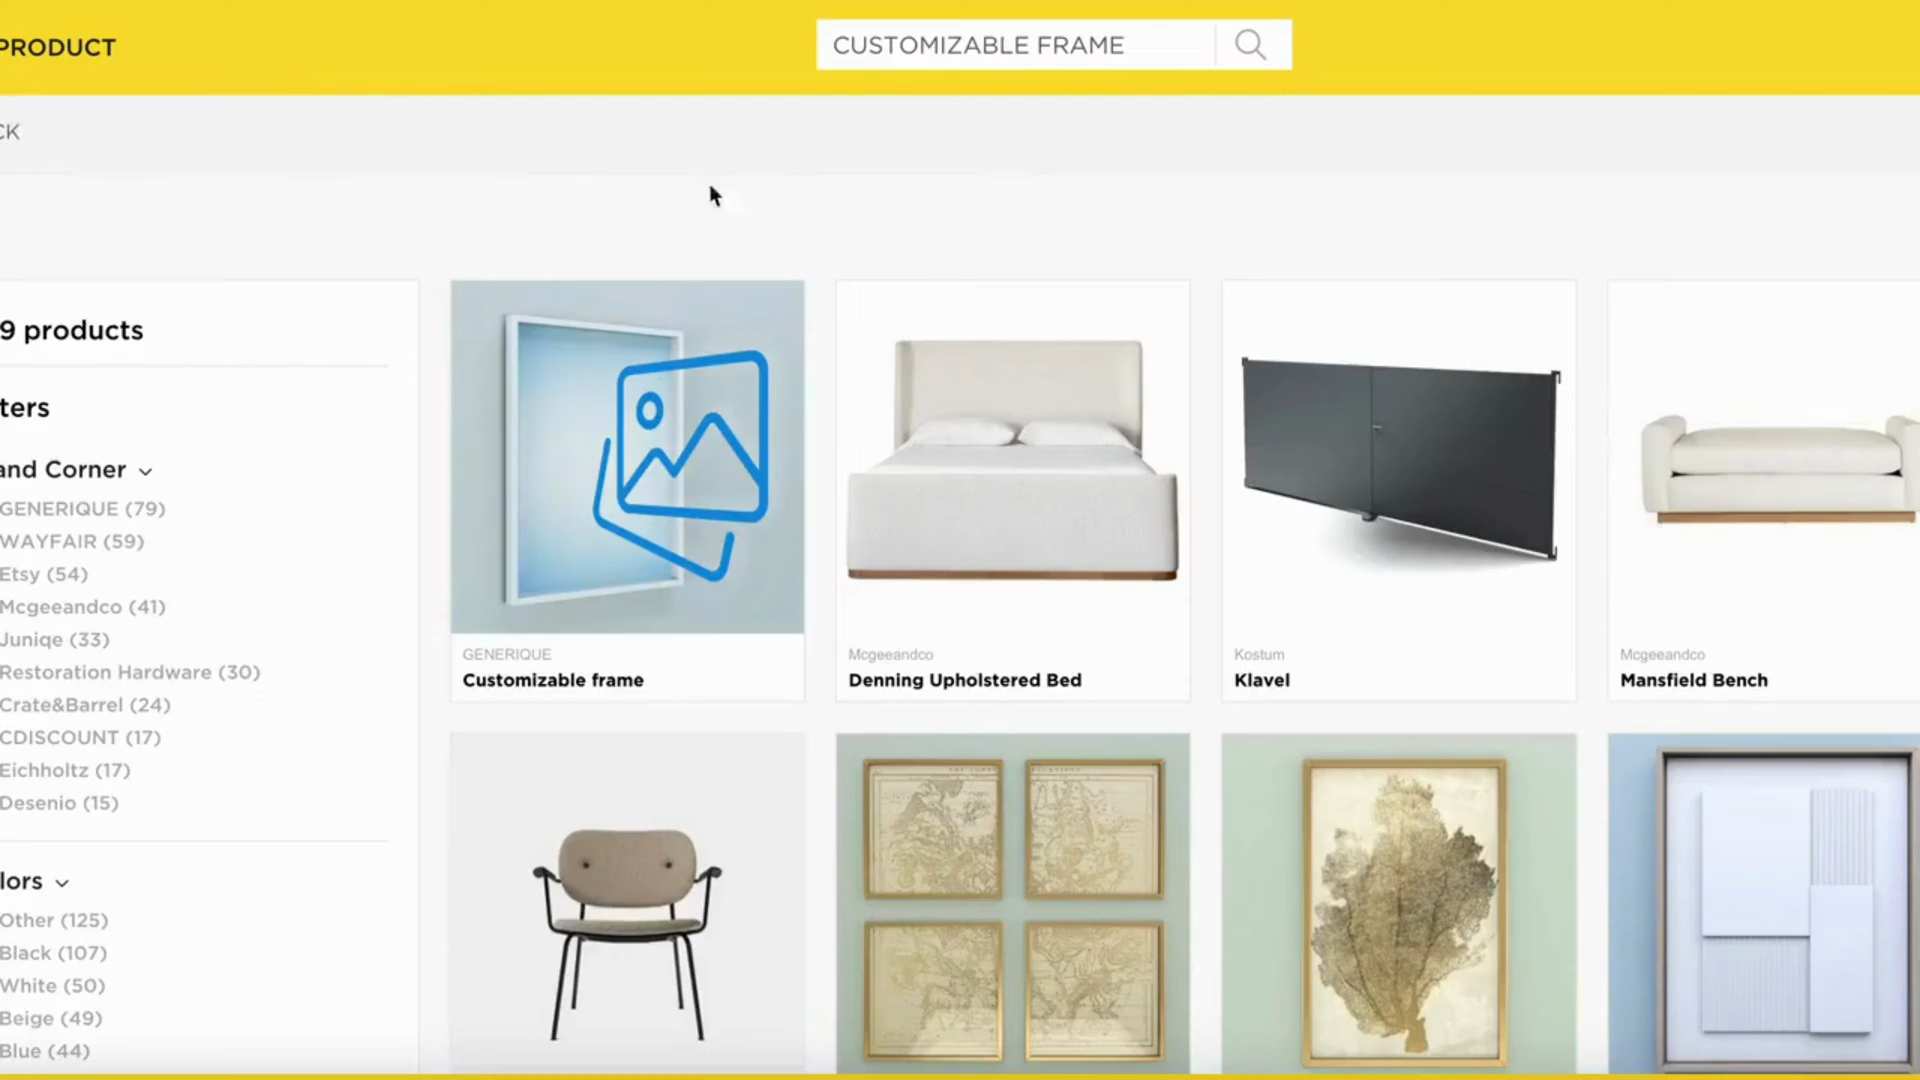 PRODUCT
CUSTOMIZABLE FRAME
CK
9 products
ters
and Corner
GENERIQUE (79)
WAYFAIR (59)
Etsy (54)
Mcgeeandco (41)
Juniqe (33)
Restoration Hardware (30)
Crate&Barrel (24)
CDISCOUNT (17)
Eichholtz (17)
Desenio (15)
lors
Other (125)
Black (107)
White (50)
Beige (49)
Blue (44)
GENERIQUE
Customizable frame
Mcgeeandco
Denning Upholstered Bed
Kostum
Klavel
Mcgeeandco
Mansfield Bench